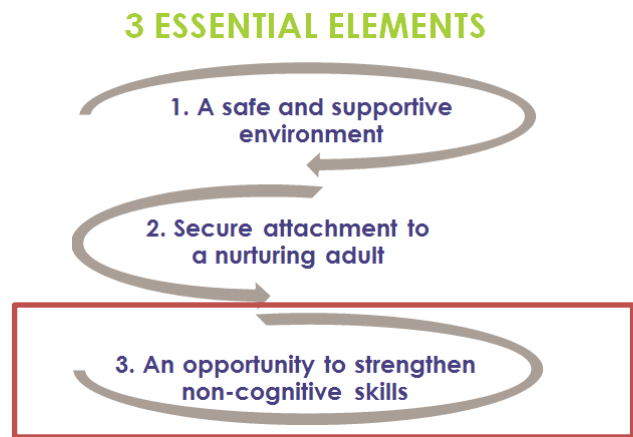 3 ESSENTIAL ELEMENTS
1. A safe and supportive
environment
2. Secure attachment to
a nurturing adult
3. An opportunity to strengthen
non-cognitive skills